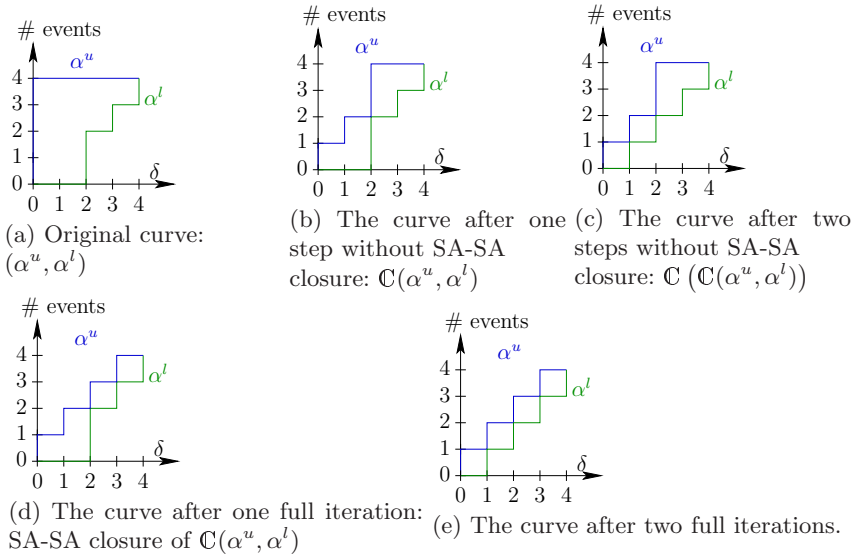 # events
α^u
4
3
α^l
2
1
δ
0
0 1 2 3 4
(a) Original curve:
(α^u, α^l)
# events
α^u
4
α^l
3
2
1
δ
0
0 1 2 3 4
(b) The curve after one
step without SA-SA
closure: ℂ(α^u, α^l)
# events
α^u
4
α^l
3
2
1
δ
0
0 1 2 3 4
(c) The curve after two
steps without SA-SA
closure: ℂ (ℂ(α^u, α^l))
# events
α^u
4
α^l
3
2
1
δ
0
0 1 2 3 4
(d) The curve after one full iteration:
SA-SA closure of ℂ(α^u, α^l)
# events
α^u
4
α^l
3
2
1
δ
0
0 1 2 3 4
(e) The curve after two full iterations.